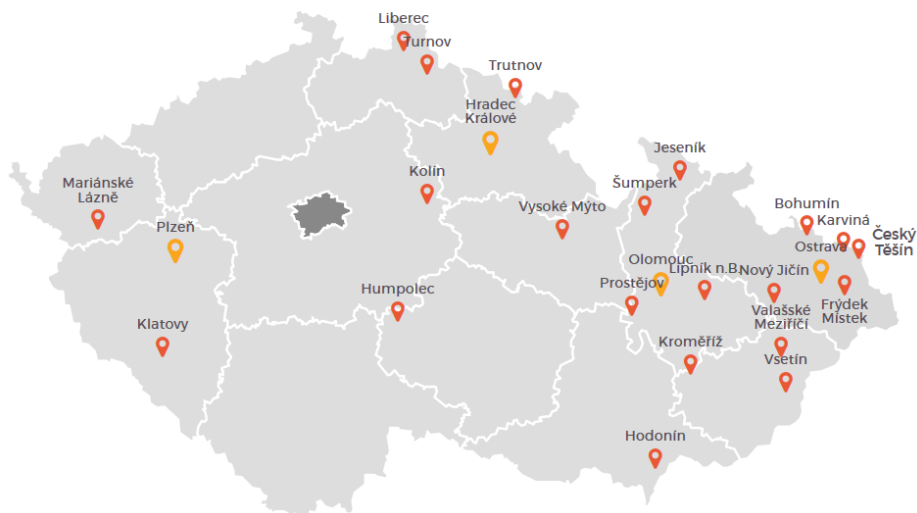 Liberec
Turnov
Trutnov
Hradec
Králové
Jeseník
Kolín
Mariánské
Lázně
Šumperk
Vysoké Mýto
Bohumín
Karviná
Český
Těšín
Plzeň
Ostrava
Olomouc
Lipník n.B.
Nový Jičín
Prostějov
Humpolec
Frýdek
Místek
Valašské
Meziříčí
Klatovy
Kroměříž
Vsetín
Hodonín